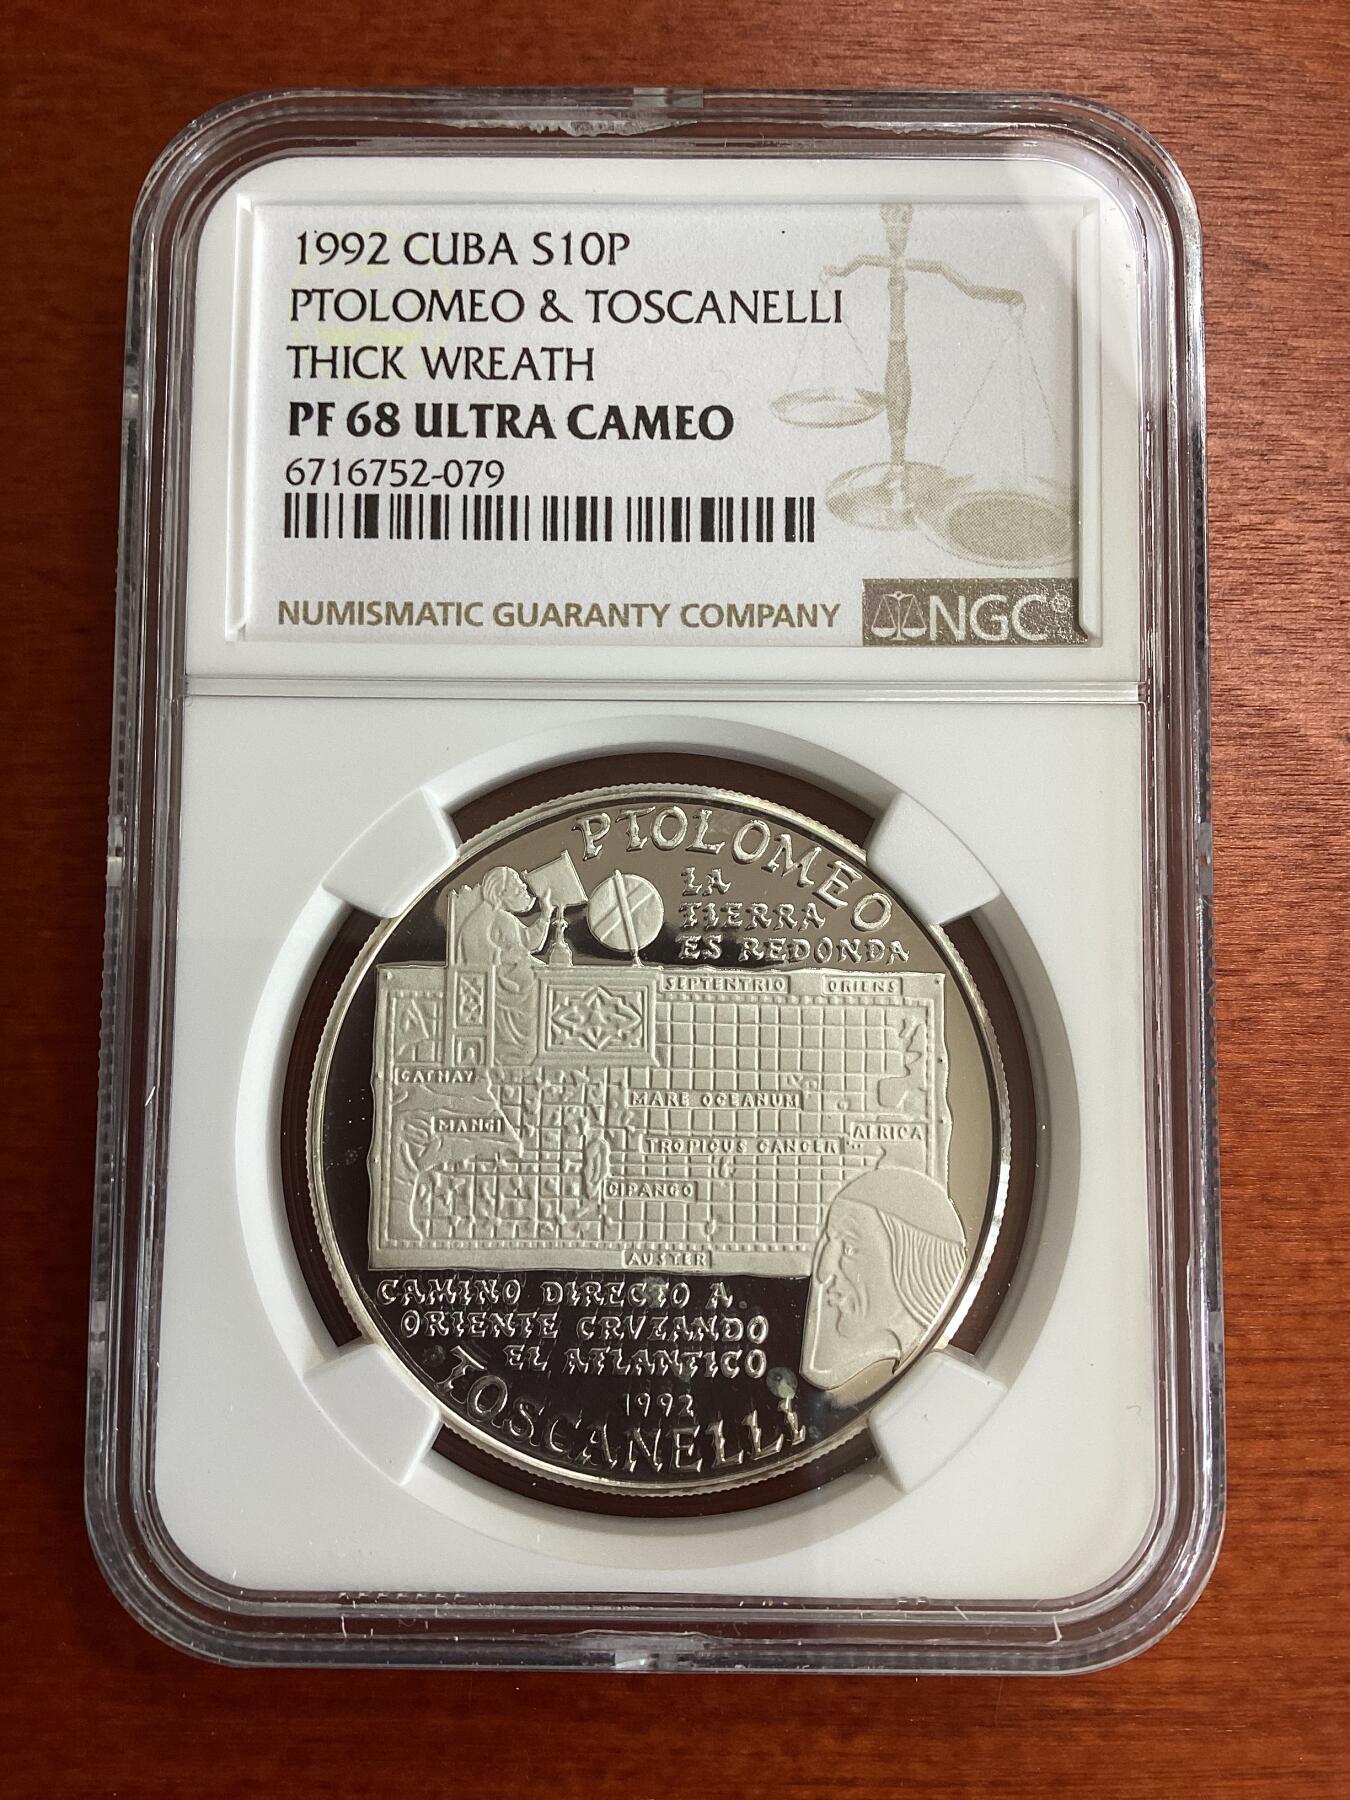 1992 CUBA S10P
PTOLOMEO & TOSCANELLI
THICK WREATH
PF 68 ULTRA CAMEO
6716752-079
NUMISMATIC GUARANTY COMPANY
NGC
PTOLOMEO
LA
TIERRA
ES REDONDA
SEPTENTRIO ORIENS
CATHAY
MARE OCEANUM
MANGI
AFRICA
TROPICUS CANCER
CIPANGO
AUSTER
CAMINO DIRECTO A
ORIENTE CRVZANDO
EL ATLANTICO
1992
TOSCANELLI